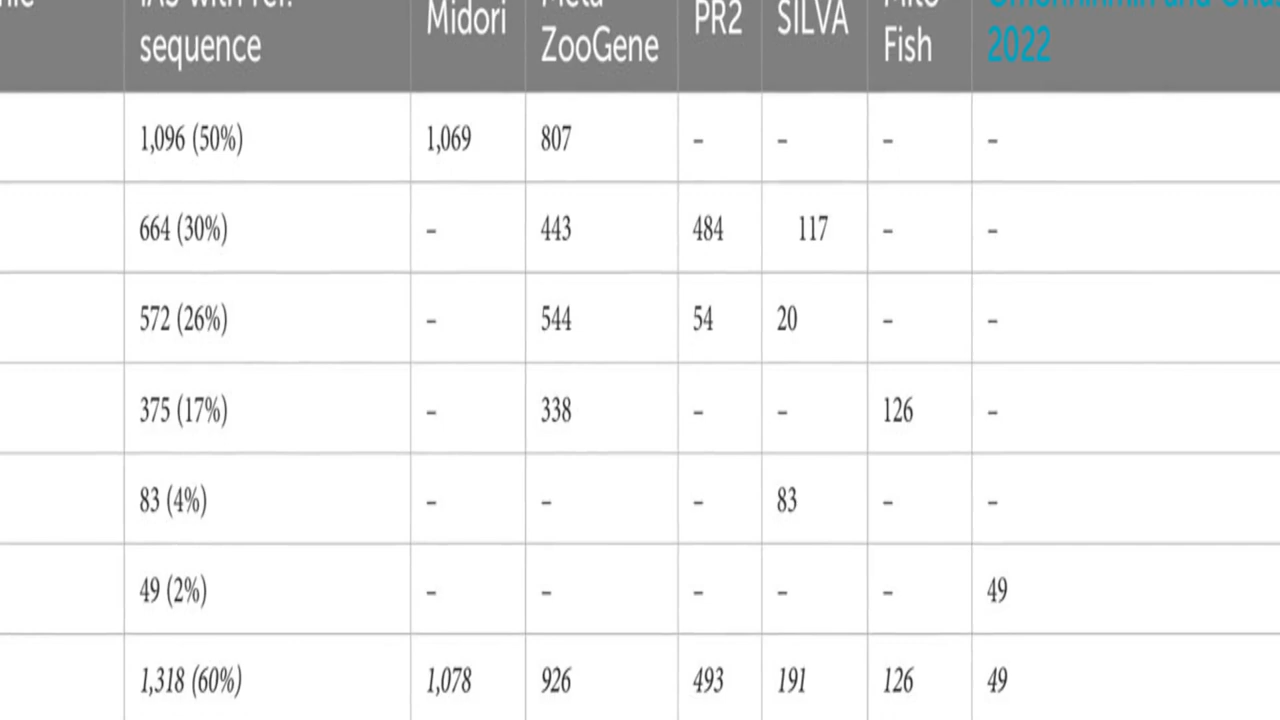 sequence
Midori
ZooGene
PR2
SILVA
Fish
2022
1,096 (50%) 1,069 807 – – – –
664 (30%) – 443 484 117 – –
572 (26%) – 544 54 20 – –
375 (17%) – 338 – – 126 –
83 (4%) – – – 83 – –
49 (2%) – – – – – 49
1,318 (60%) 1,078 926 493 191 126 49